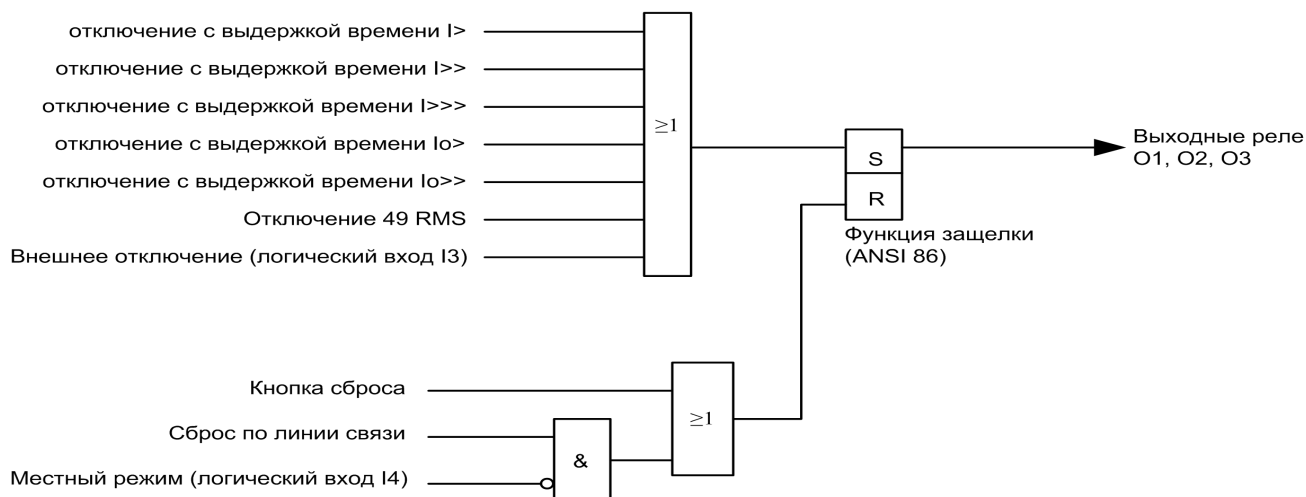 отключение с выдержкой времени I>
отключение с выдержкой времени I>>
отключение с выдержкой времени I>>>
отключение с выдержкой времени Io>
отключение с выдержкой времени Io>>
Отключение 49 RMS
Внешнее отключение (логический вход I3)
≥1
S
R
Функция защелки
(ANSI 86)
Выходные реле
O1, O2, O3
Кнопка сброса
Сброс по линии связи
Местный режим (логический вход I4)
&
≥1